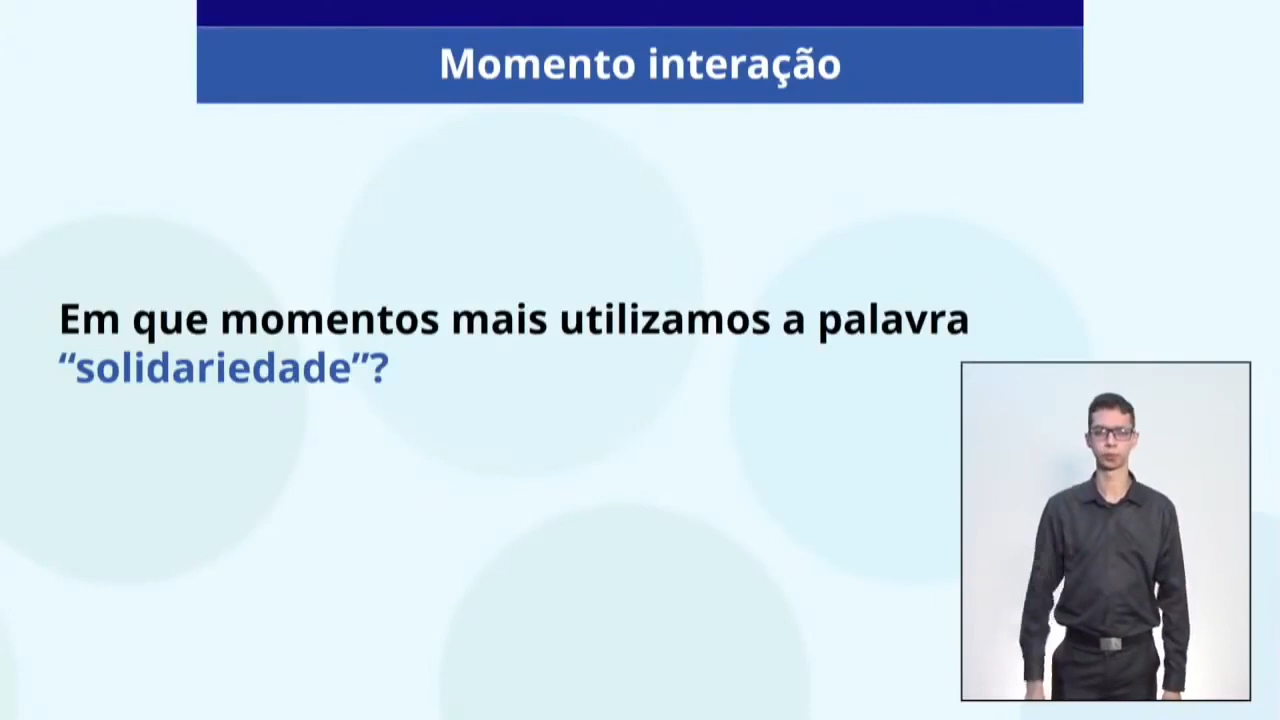 Momento interação
Em que momentos mais utilizamos a palavra
“solidariedade”?